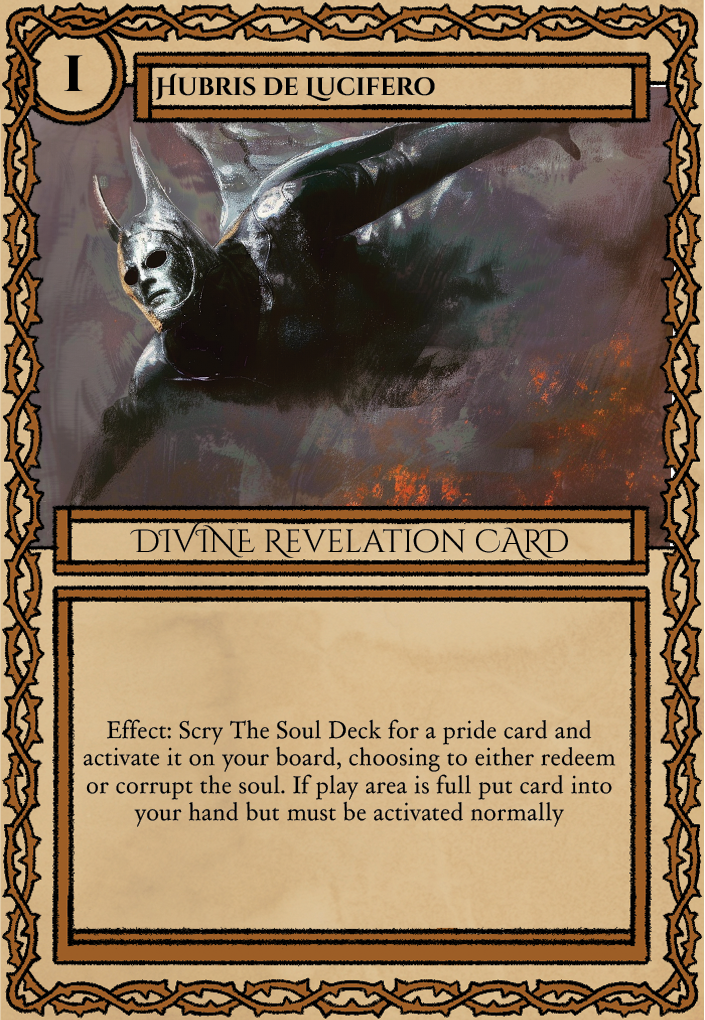 I
Hubris de Lucifero
Divine Revelation Card
Effect: Scry The Soul Deck for a pride card and
activate it on your board, choosing to either redeem
or corrupt the soul. If play area is full put card into
your hand but must be activated normally